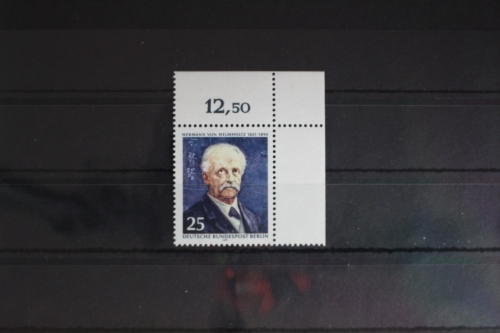 12,50
HERMANN VON HELMHOLTZ 1821-1894
25
DEUTSCHE BUNDESPOST BERLIN